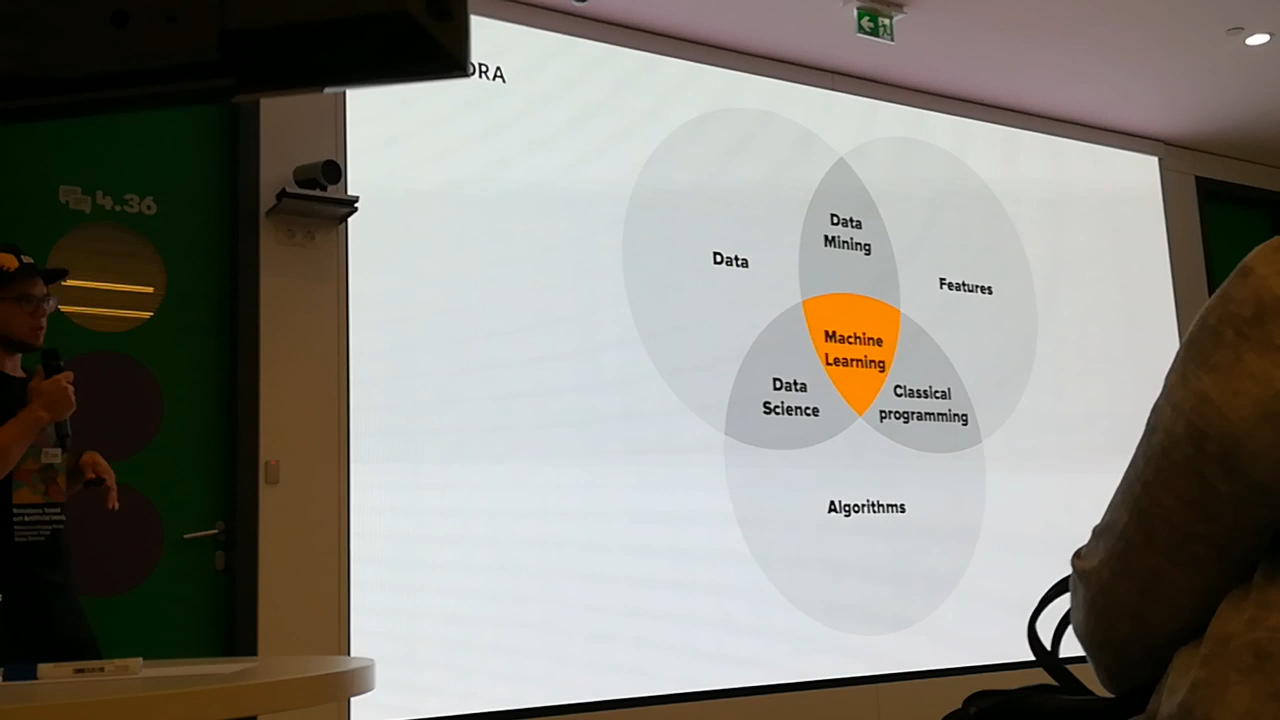 ORA
4.36
Data
Mining
Data
Features
Machine
Learning
Data
Science
Classical
programming
Algorithms